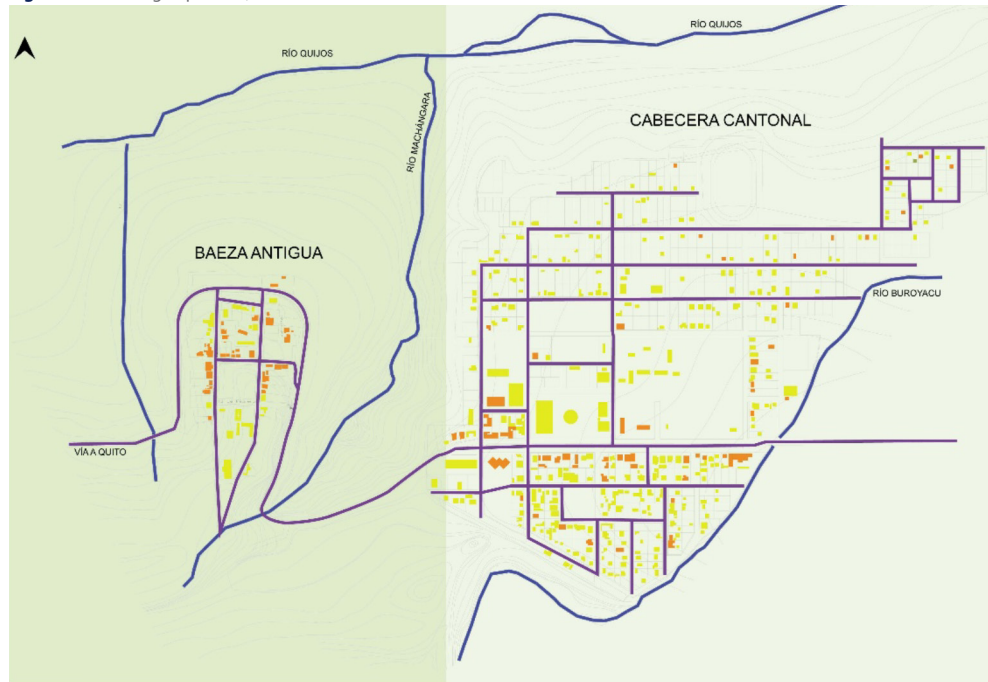 RÍO QUIJOS
RÍO QUIJOS
RÍO MACHÁNGARA
CABECERA CANTONAL
BAEZA ANTIGUA
RÍO BUROYACU
VÍA A QUITO